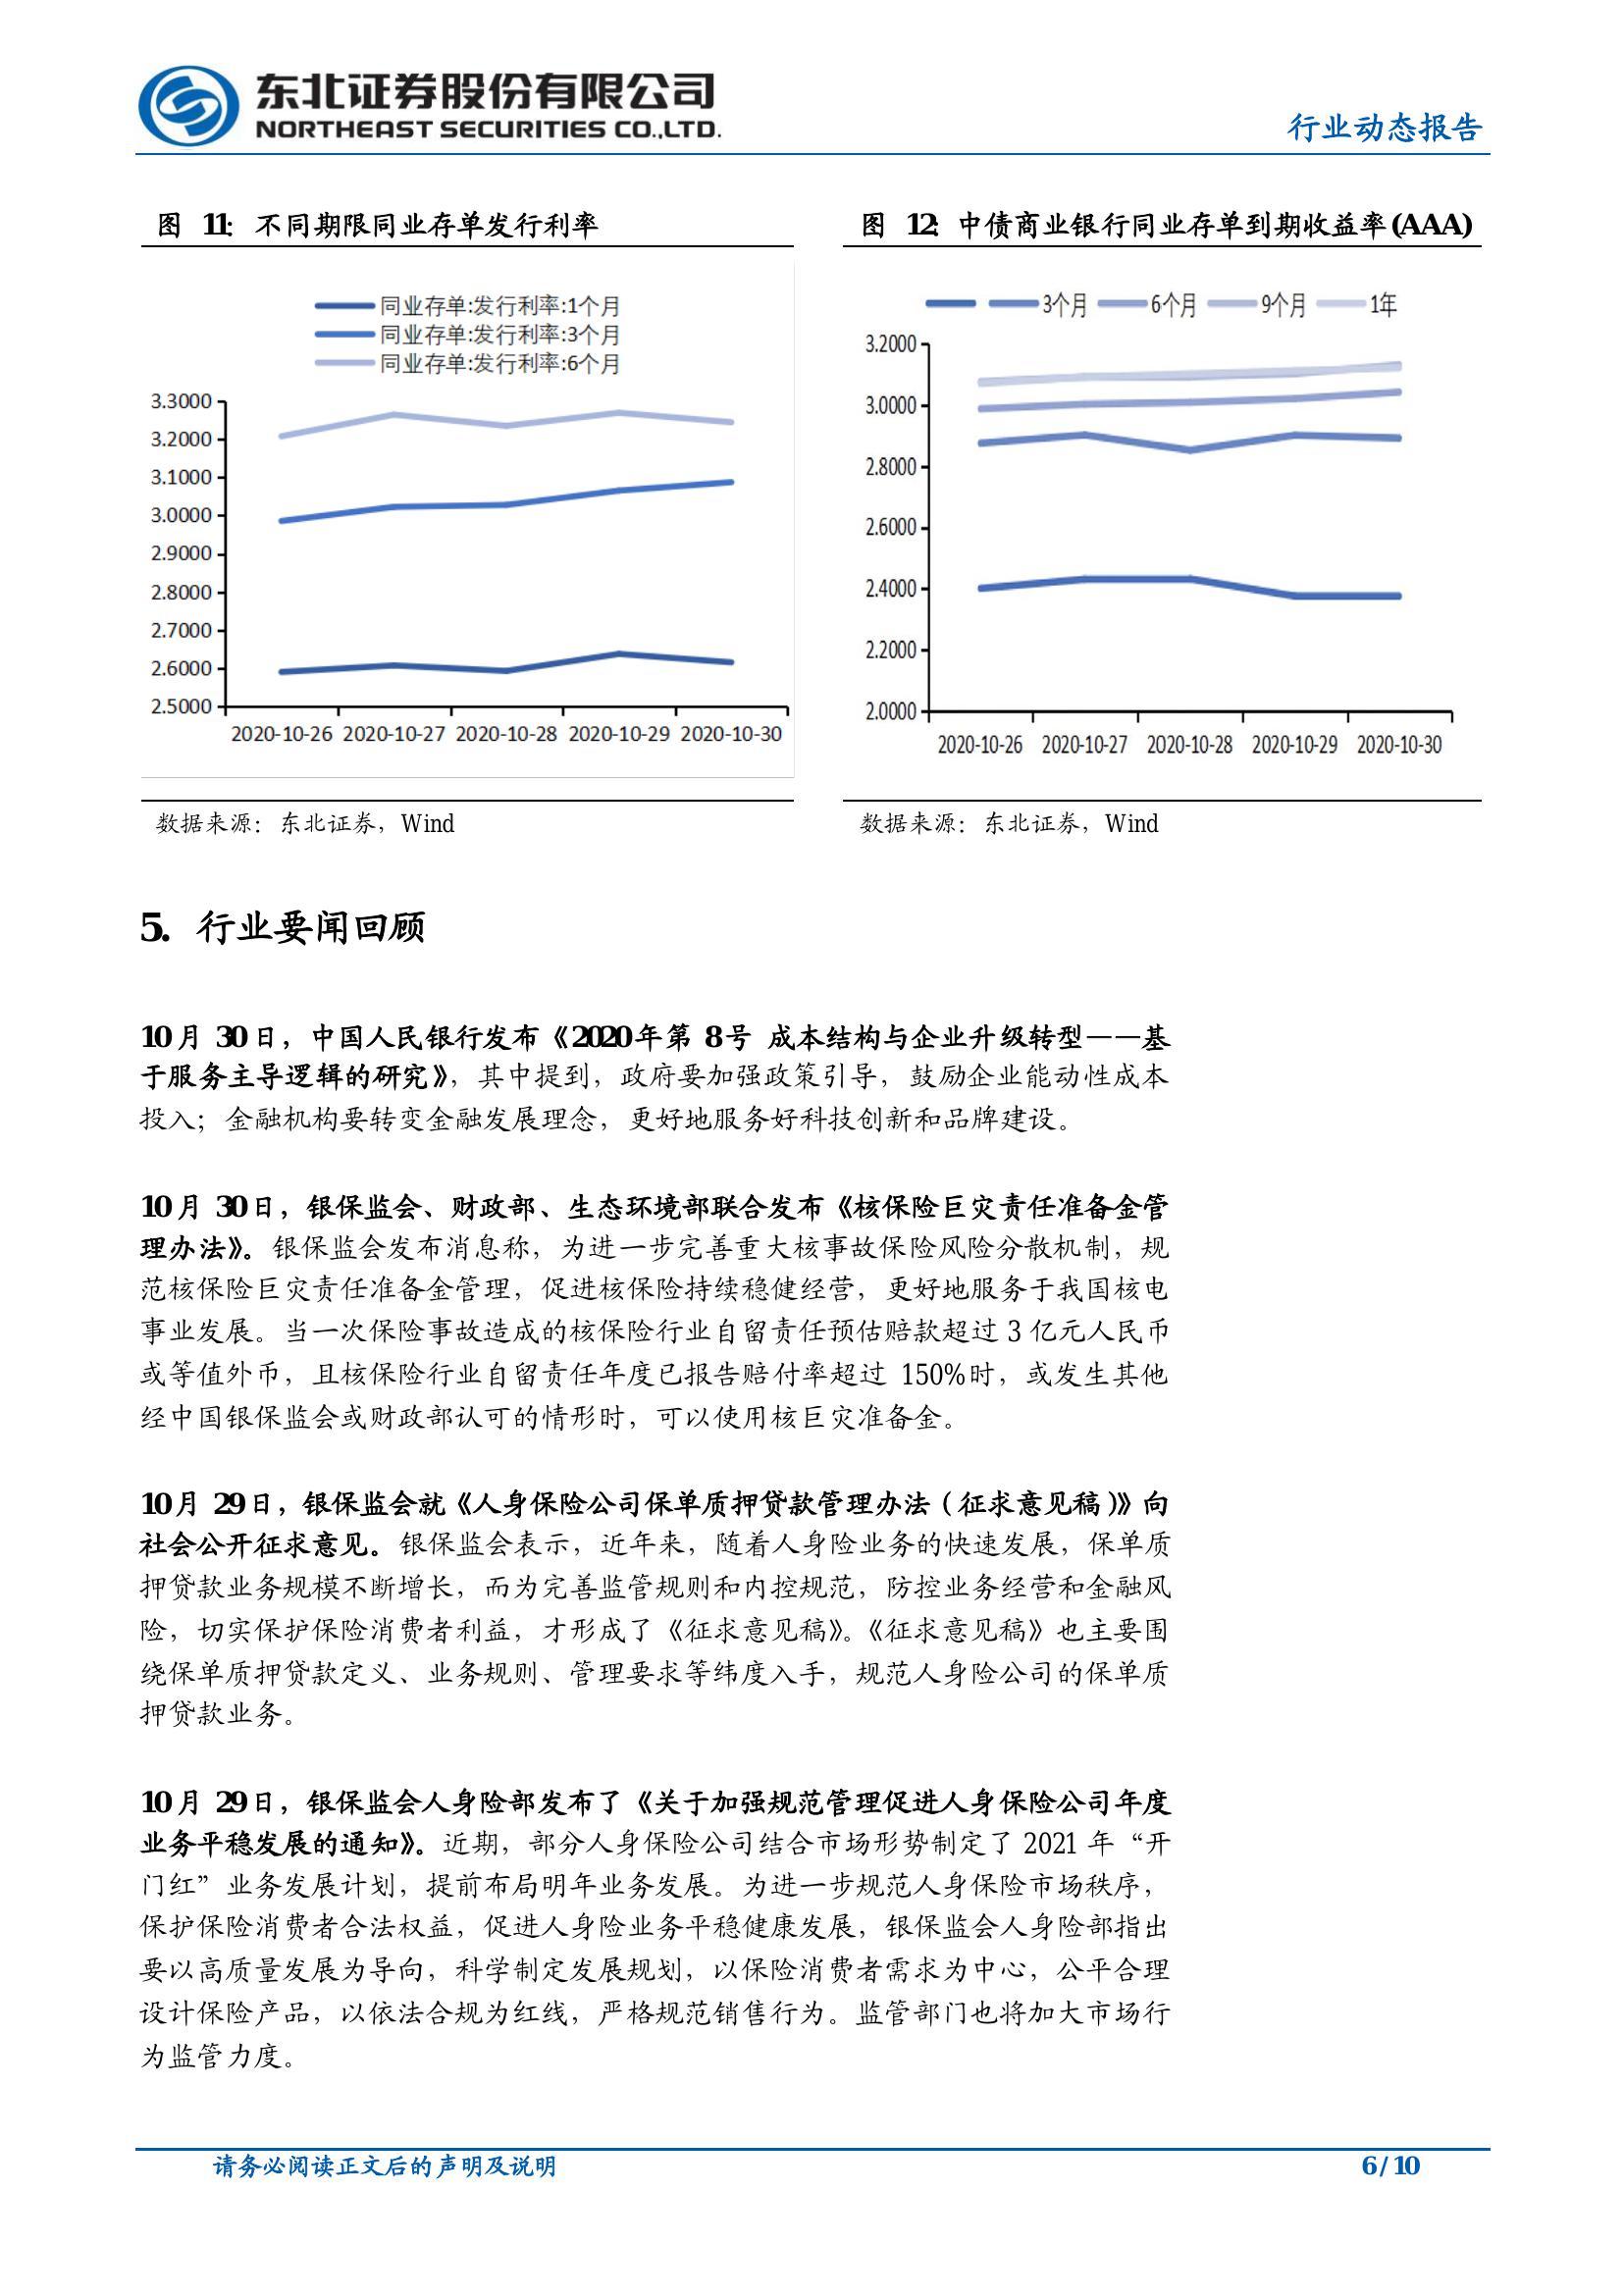 东北证券股份有限公司
NORTHEAST SECURITIES CO.,LTD.
行业动态报告
图 11：不同期限同业存单发行利率
同业存单:发行利率:1个月
同业存单:发行利率:3个月
同业存单:发行利率:6个月
3.3000
3.2000
3.1000
3.0000
2.9000
2.8000
2.7000
2.6000
2.5000
2020-10-26 2020-10-27 2020-10-28 2020-10-29 2020-10-30
数据来源：东北证券，Wind
图 12：中债商业银行同业存单到期收益率(AAA)
3个月 6个月 9个月 1年
3.2000
3.0000
2.8000
2.6000
2.4000
2.2000
2.0000
2020-10-26 2020-10-27 2020-10-28 2020-10-29 2020-10-30
数据来源：东北证券，Wind
5. 行业要闻回顾
10 月 30 日，中国人民银行发布《2020 年第 8 号 成本结构与企业升级转型——基
于服务主导逻辑的研究》，其中提到，政府要加强政策引导，鼓励企业能动性成本
投入；金融机构要转变金融发展理念，更好地服务好科技创新和品牌建设。
10 月 30 日，银保监会、财政部、生态环境部联合发布《核保险巨灾责任准备金管
理办法》。银保监会发布消息称，为进一步完善重大核事故保险风险分散机制，规
范核保险巨灾责任准备金管理，促进核保险持续稳健经营，更好地服务于我国核电
事业发展。当一次保险事故造成的核保险行业自留责任预估赔款超过 3 亿元人民币
或等值外币，且核保险行业自留责任年度已报告赔付率超过 150%时，或发生其他
经中国银保监会或财政部认可的情形时，可以使用核巨灾准备金。
10 月 29 日，银保监会就《人身保险公司保单质押贷款管理办法（征求意见稿）》向
社会公开征求意见。银保监会表示，近年来，随着人身险业务的快速发展，保单质
押贷款业务规模不断增长，而为完善监管规则和内控规范，防控业务经营和金融风
险，切实保护保险消费者利益，才形成了《征求意见稿》。《征求意见稿》也主要围
绕保单质押贷款定义、业务规则、管理要求等纬度入手，规范人身险公司的保单质
押贷款业务。
10 月 29 日，银保监会人身险部发布了《关于加强规范管理促进人身保险公司年度
业务平稳发展的通知》。近期，部分人身保险公司结合市场形势制定了 2021 年“开
门红”业务发展计划，提前布局明年业务发展。为进一步规范人身保险市场秩序，
保护保险消费者合法权益，促进人身险业务平稳健康发展，银保监会人身险部指出
要以高质量发展为导向，科学制定发展规划，以保险消费者需求为中心，公平合理
设计保险产品，以依法合规为红线，严格规范销售行为。监管部门也将加大市场行
为监管力度。
请务必阅读正文后的声明及说明
6 / 10